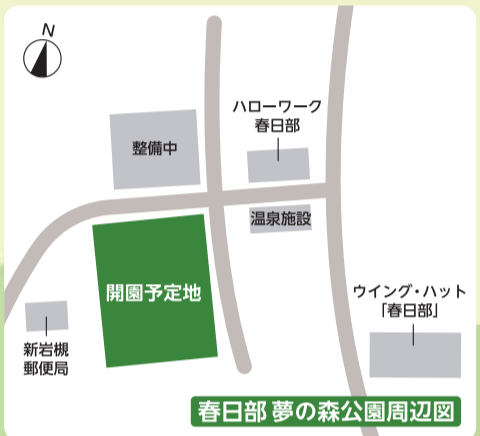 N
ハローワーク
春日部
整備中
温泉施設
開園予定地
ウイング・ハット
「春日部」
新岩槻
郵便局
春日部 夢の森公園周辺図